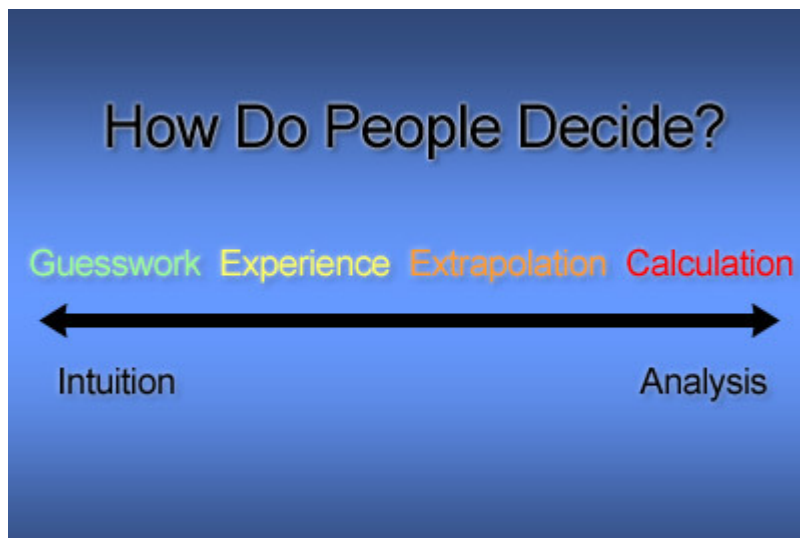 How Do People Decide?
Guesswork Experience Extrapolation Calculation
Intuition Analysis